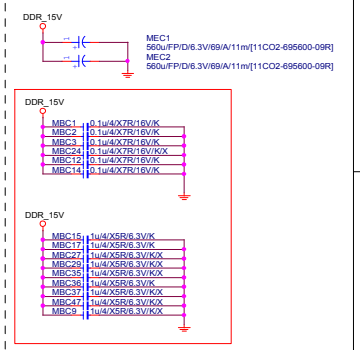 DDR_15V
MEC1
560u/FP/D/6.3V/69/A/11m/[11CO2-695600-09R]
MEC2
560u/FP/D/6.3V/69/A/11m/[11CO2-695600-09R]
DDR_15V
MBC1 0.1u/4/X7R/16V/K
MBC2 0.1u/4/X7R/16V/K
MBC3 0.1u/4/X7R/16V/K
MBC24 0.1u/4/X7R/16V/K/X
MBC12 0.1u/4/X7R/16V/K
MBC14 0.1u/4/X7R/16V/K
DDR_15V
MBC15 1u/4/X5R/6.3V/K
MBC17 1u/4/X5R/6.3V/K
MBC27 1u/4/X5R/6.3V/K/X
MBC29 1u/4/X5R/6.3V/K/X
MBC35 1u/4/X5R/6.3V/K/X
MBC36 1u/4/X5R/6.3V/K
MBC37 1u/4/X5R/6.3V/K/X
MBC47 1u/4/X5R/6.3V/K/X
MBC9 1u/4/X5R/6.3V/K/X